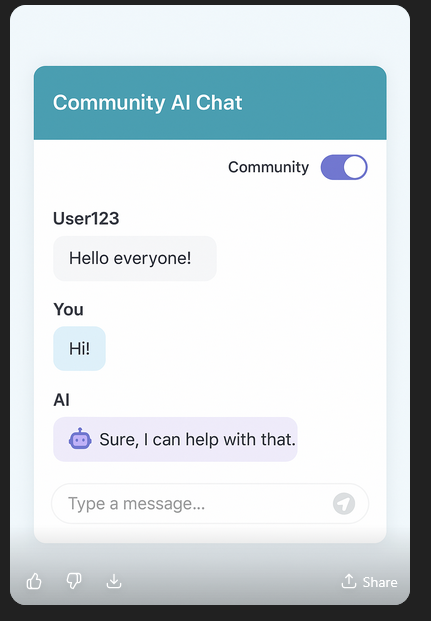 Community AI Chat
Community
User123
Hello everyone!
You
Hi!
AI
Sure, I can help with that.
Type a message...
Share